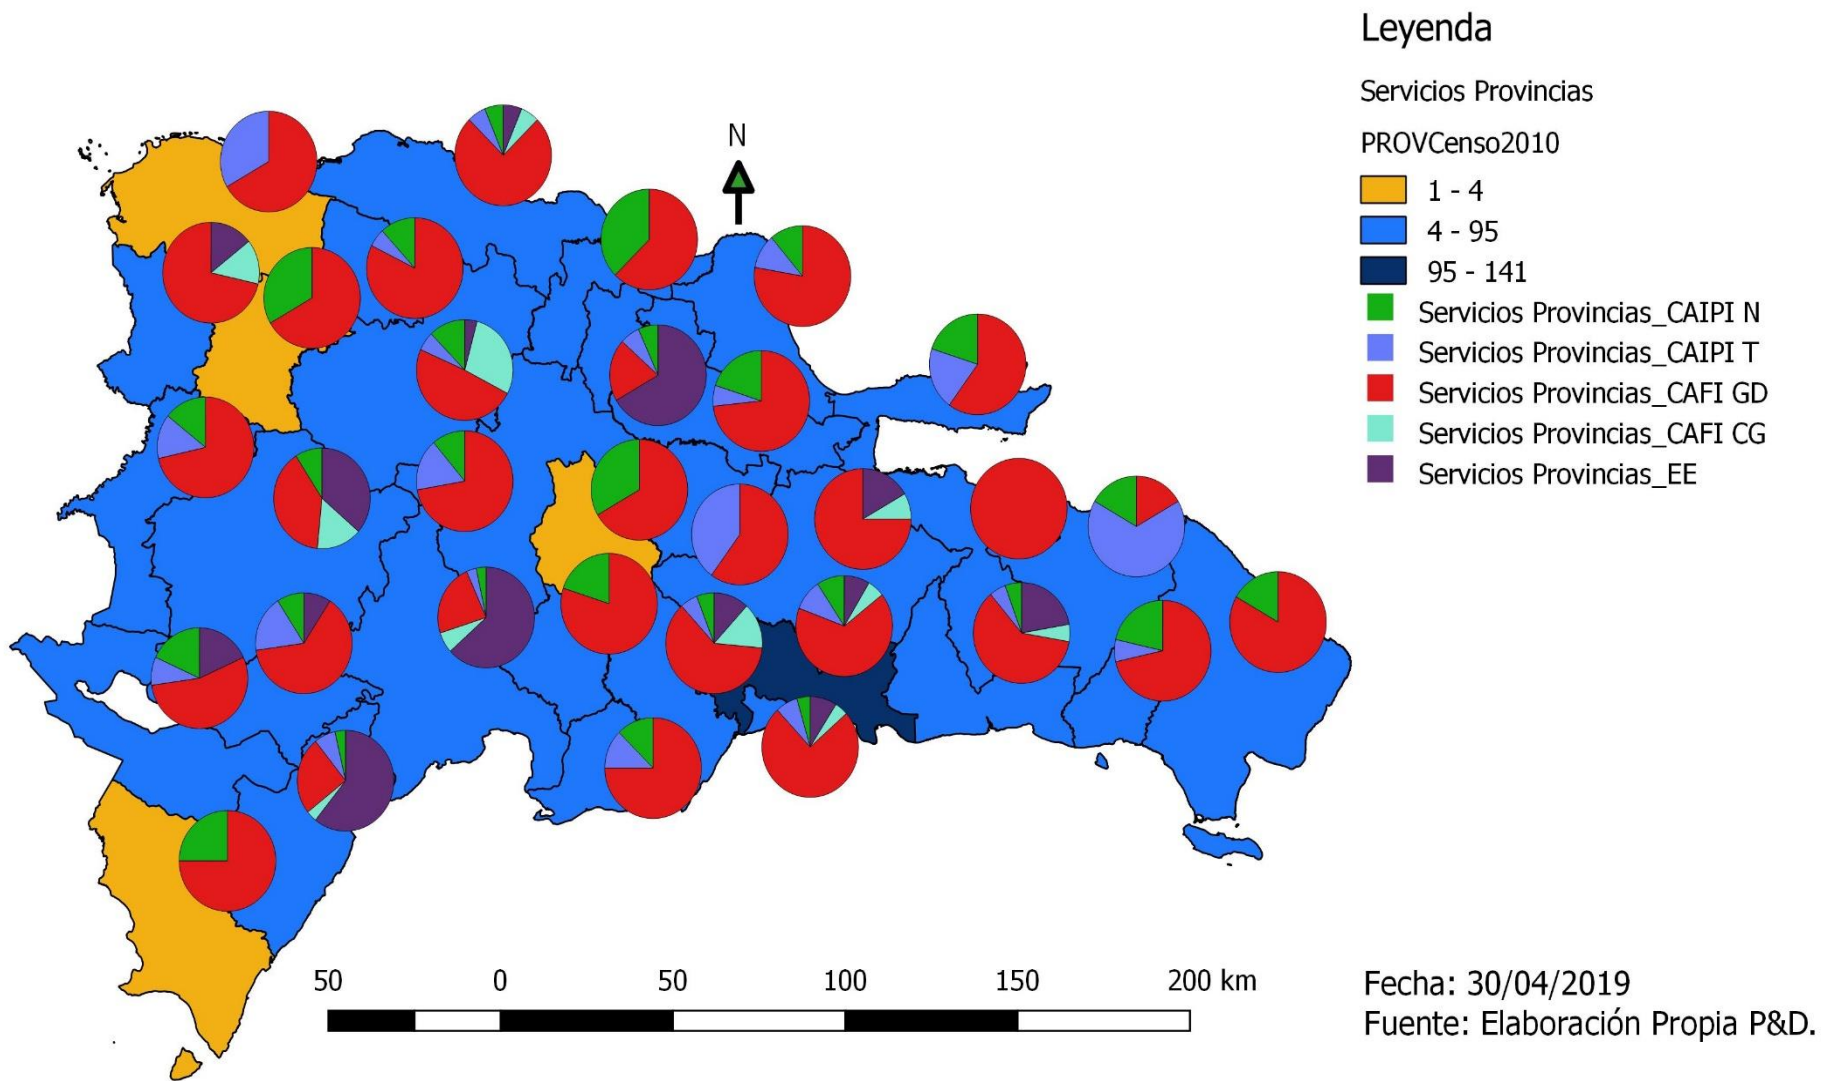 Leyenda
Servicios Provincias
PROVCenso2010
1 - 4
4 - 95
95 - 141
Servicios Provincias_CAIPI N
Servicios Provincias_CAIPI T
Servicios Provincias_CAFI GD
Servicios Provincias_CAFI CG
Servicios Provincias_EE
N
50 0 50 100 150 200 km
Fecha: 30/04/2019
Fuente: Elaboración Propia P&D.